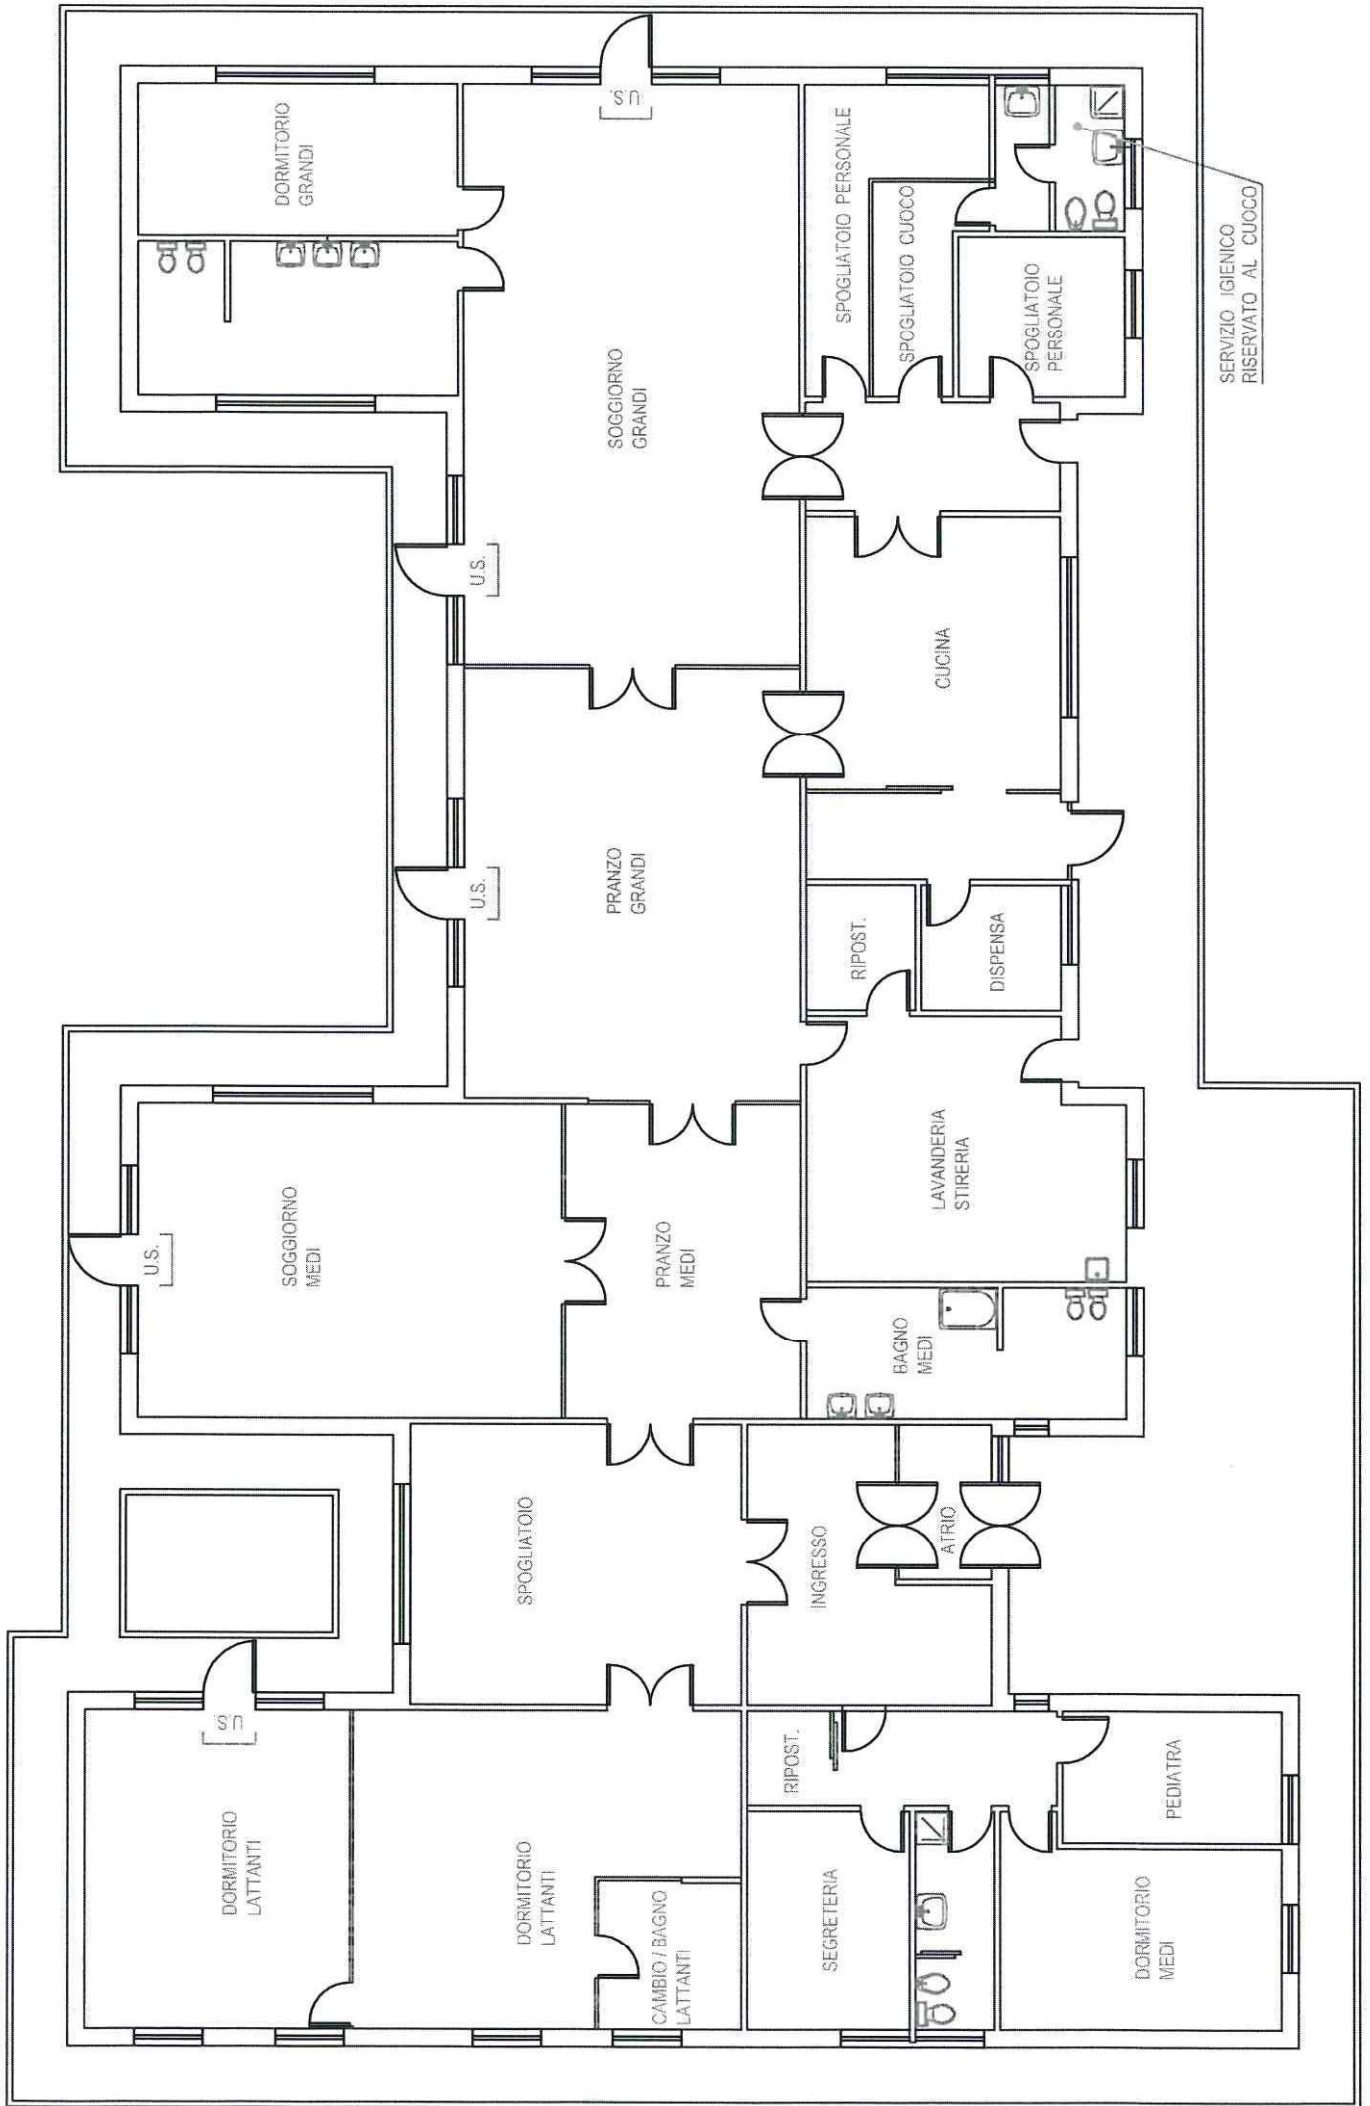 U.S.
DORMITORIO
LATTANTI
U.S.
SOGGIORNO
MEDI
DORMITORIO
GRANDI
U.S.
U.S.
DORMITORIO
LATTANTI
SPOGLIATOIO
PRANZO
MEDI
PRANZO
GRANDI
SOGGIORNO
GRANDI
U.S.
CAMBIO / BAGNO
LATTANTI
SEGRETERIA
RIPOST.
INGRESSO
ATRIO
BAGNO
MEDI
LAVANDERIA
STIRERIA
RIPOST.
DISPENSA
CUCINA
SPOGLIATOIO PERSONALE
SPOGLIATOIO CUOCO
SPOGLIATOIO
PERSONALE
DORMITORIO
MEDI
PEDIATRA
SERVIZIO IGIENICO
RISERVATO AL CUOCO